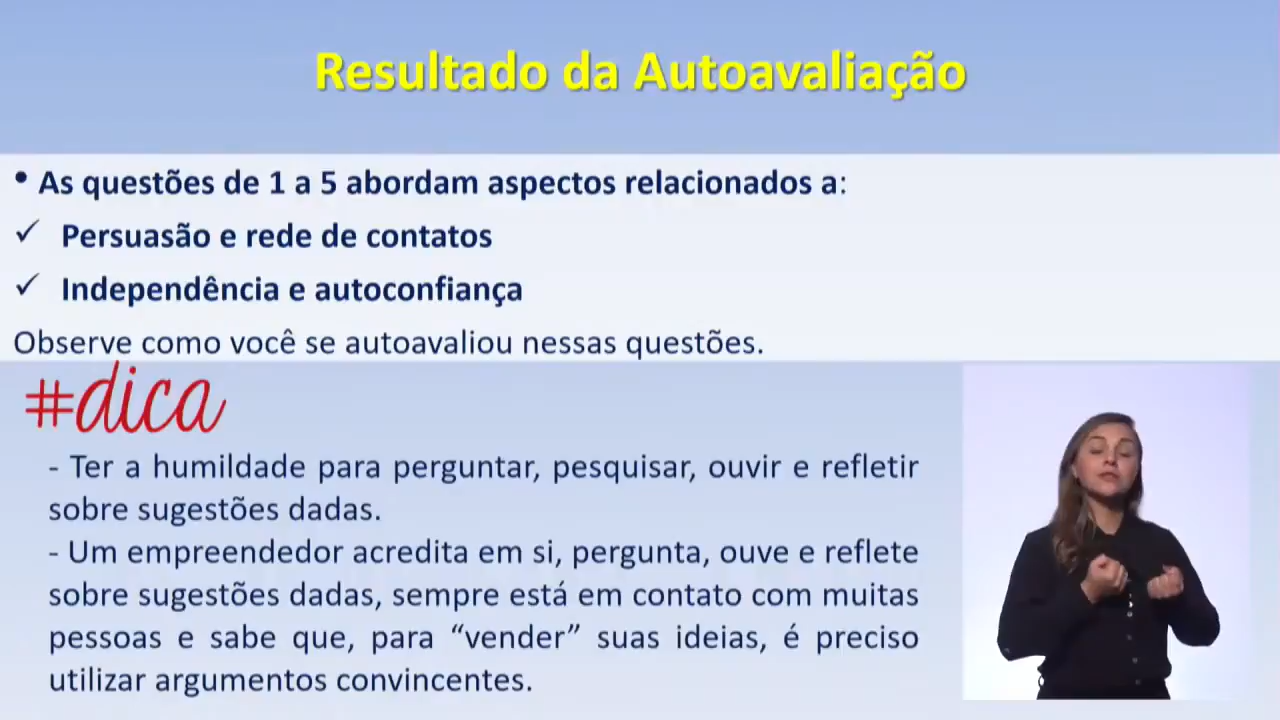 Resultado da Autoavaliação
• As questões de 1 a 5 abordam aspectos relacionados a:
✓ Persuasão e rede de contatos
✓ Independência e autoconfiança
Observe como você se autoavaliou nessas questões.
#dica
- Ter a humildade para perguntar, pesquisar, ouvir e refletir
sobre sugestões dadas.
- Um empreendedor acredita em si, pergunta, ouve e reflete
sobre sugestões dadas, sempre está em contato com muitas
pessoas e sabe que, para “vender” suas ideias, é preciso
utilizar argumentos convincentes.